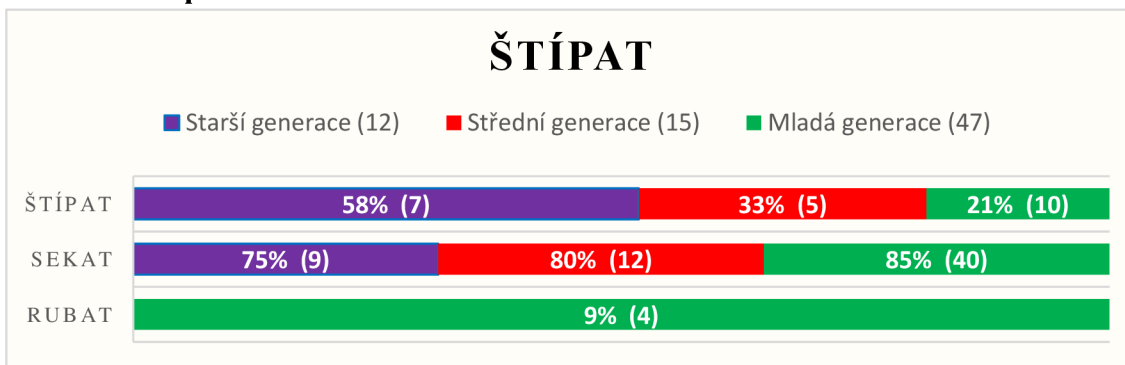 ŠTÍPAT
Starší generace (12) Střední generace (15) Mladá generace (47)
ŠTÍPAT 58% (7) 33% (5) 21% (10)
SEKAT 75% (9) 80% (12) 85% (40)
RUBAT 9% (4)